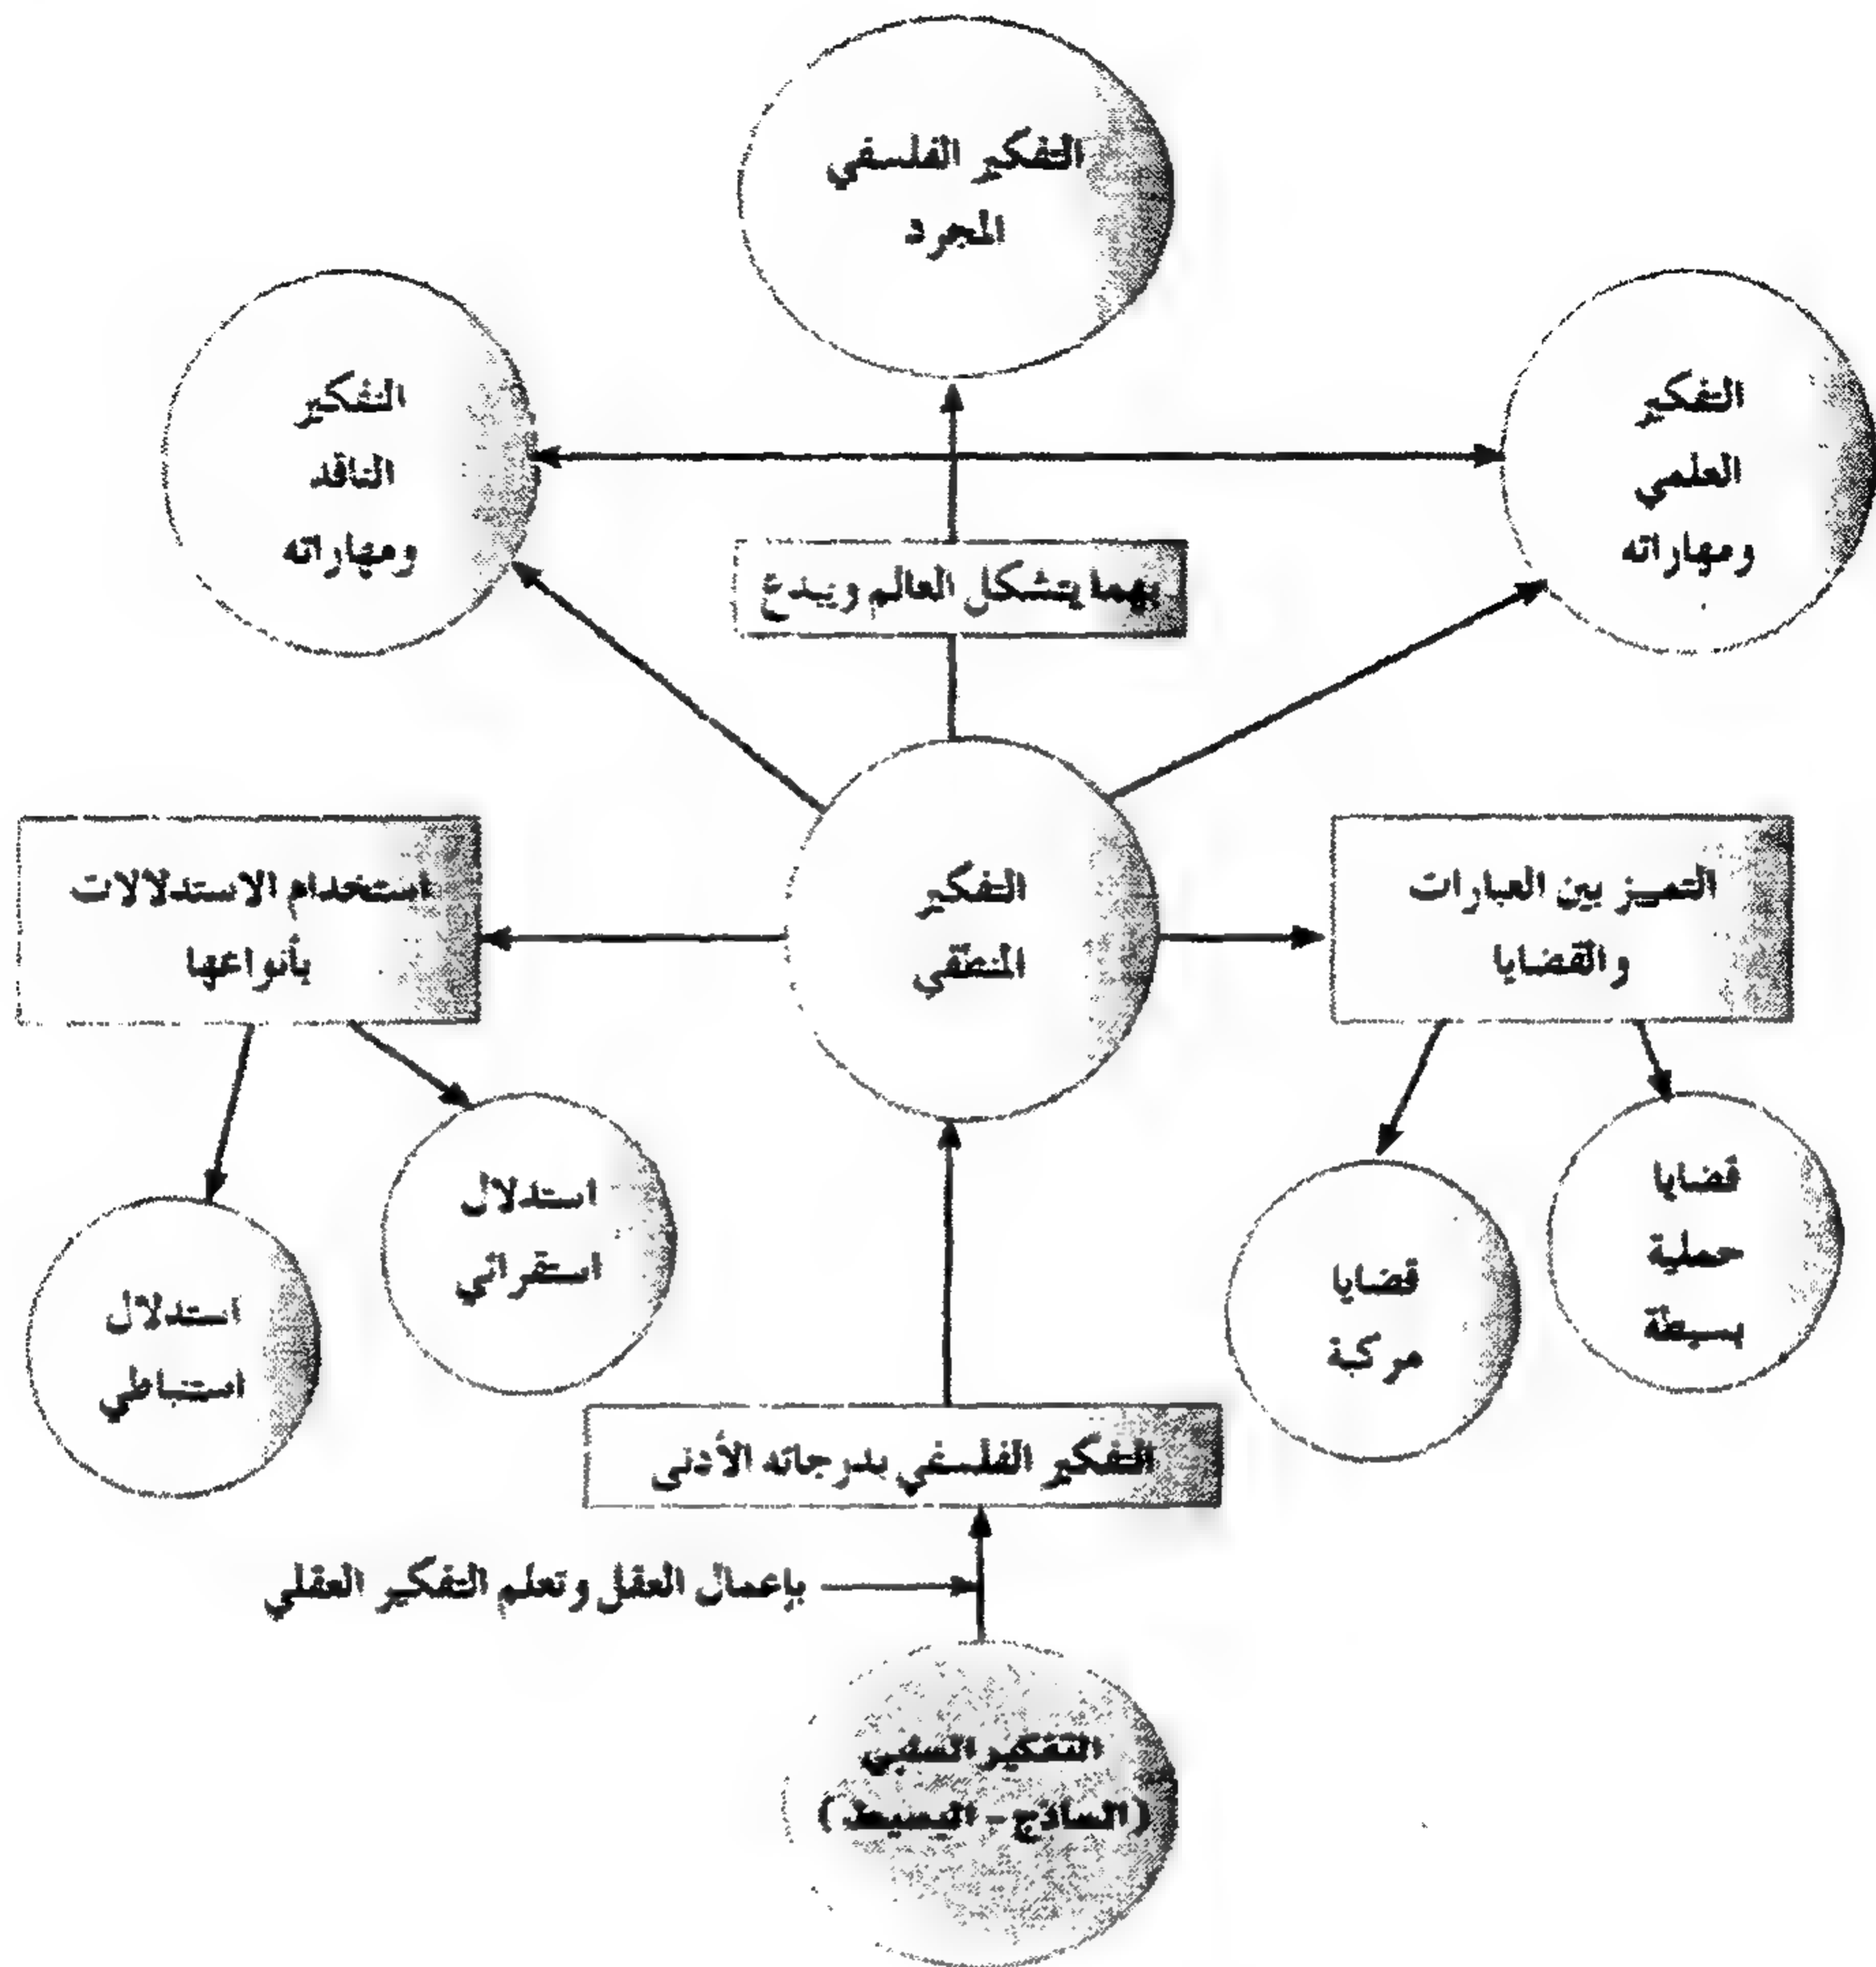 التفكير الفلسفي
المجرد
التفكير
العلمي
ومهاراته
التفكير
الناقد
ومهاراته
بهما يتشكل العالم ويبدع
التفكير
المنطقي
التميز بين العبارات
والقضايا
استخدام الاستدلالات
بأنواعها
قضايا
حملية
بسيطة
قضايا
مركبة
استدلال
استقرائي
استدلال
استنباطي
التفكير الفلسفي بدرجاته الأدنى
بإعمال العقل وتعلم التفكير العقلي
التفكير السلبي
(الساذج - البسيط)